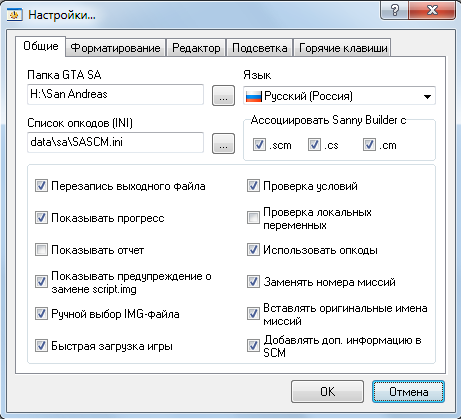 Настройки...
Общие Форматирование Редактор Подсветка Горячие клавиши
Папка GTA SA
H:\San Andreas
...
Язык
Русский (Россия)
Список опкодов (INI)
data\sa\SASCM.ini
...
Ассоциировать Sanny Builder с
.scm .cs .cm
Перезапись выходного файла
Показывать прогресс
Показывать отчет
Показывать предупреждение о
замене script.img
Ручной выбор IMG-файла
Быстрая загрузка игры
Проверка условий
Проверка локальных
переменных
Использовать опкоды
Заменять номера миссий
Вставлять оригинальные имена
миссий
Добавлять доп. информацию в
SCM
OK Отмена